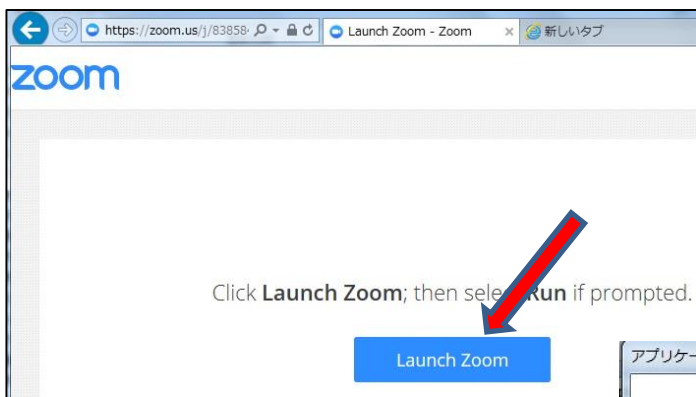 https://zoom.us/j/83858
Launch Zoom - Zoom
新しいタブ
zoom
Click Launch Zoom; then select Run if prompted.
Launch Zoom
アプリケー